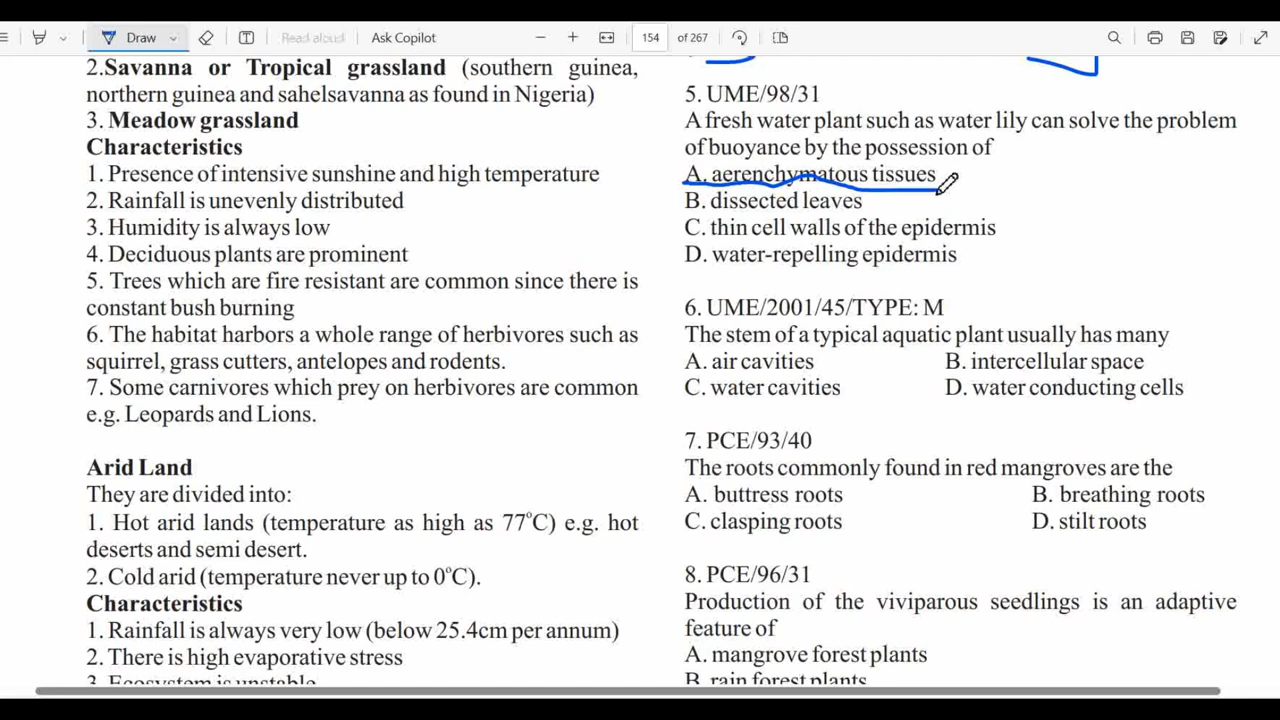 Draw
Read aloud
Ask Copilot
154
of 267
2.Savanna or Tropical grassland (southern guinea,
northern guinea and sahelsavanna as found in Nigeria)
3. Meadow grassland
Characteristics
1. Presence of intensive sunshine and high temperature
2. Rainfall is unevenly distributed
3. Humidity is always low
4. Deciduous plants are prominent
5. Trees which are fire resistant are common since there is
constant bush burning
6. The habitat harbors a whole range of herbivores such as
squirrel, grass cutters, antelopes and rodents.
7. Some carnivores which prey on herbivores are common
e.g. Leopards and Lions.
Arid Land
They are divided into:
1. Hot arid lands (temperature as high as 77°C) e.g. hot
deserts and semi desert.
2. Cold arid (temperature never up to 0°C).
Characteristics
1. Rainfall is always very low (below 25.4cm per annum)
2. There is high evaporative stress
3. Ecosystem is unstable
5. UME/98/31
A fresh water plant such as water lily can solve the problem
of buoyance by the possession of
A. aerenchymatous tissues
B. dissected leaves
C. thin cell walls of the epidermis
D. water-repelling epidermis
6. UME/2001/45/TYPE: M
The stem of a typical aquatic plant usually has many
A. air cavities B. intercellular space
C. water cavities D. water conducting cells
7. PCE/93/40
The roots commonly found in red mangroves are the
A. buttress roots B. breathing roots
C. clasping roots D. stilt roots
8. PCE/96/31
Production of the viviparous seedlings is an adaptive
feature of
A. mangrove forest plants
B. rain forest plants